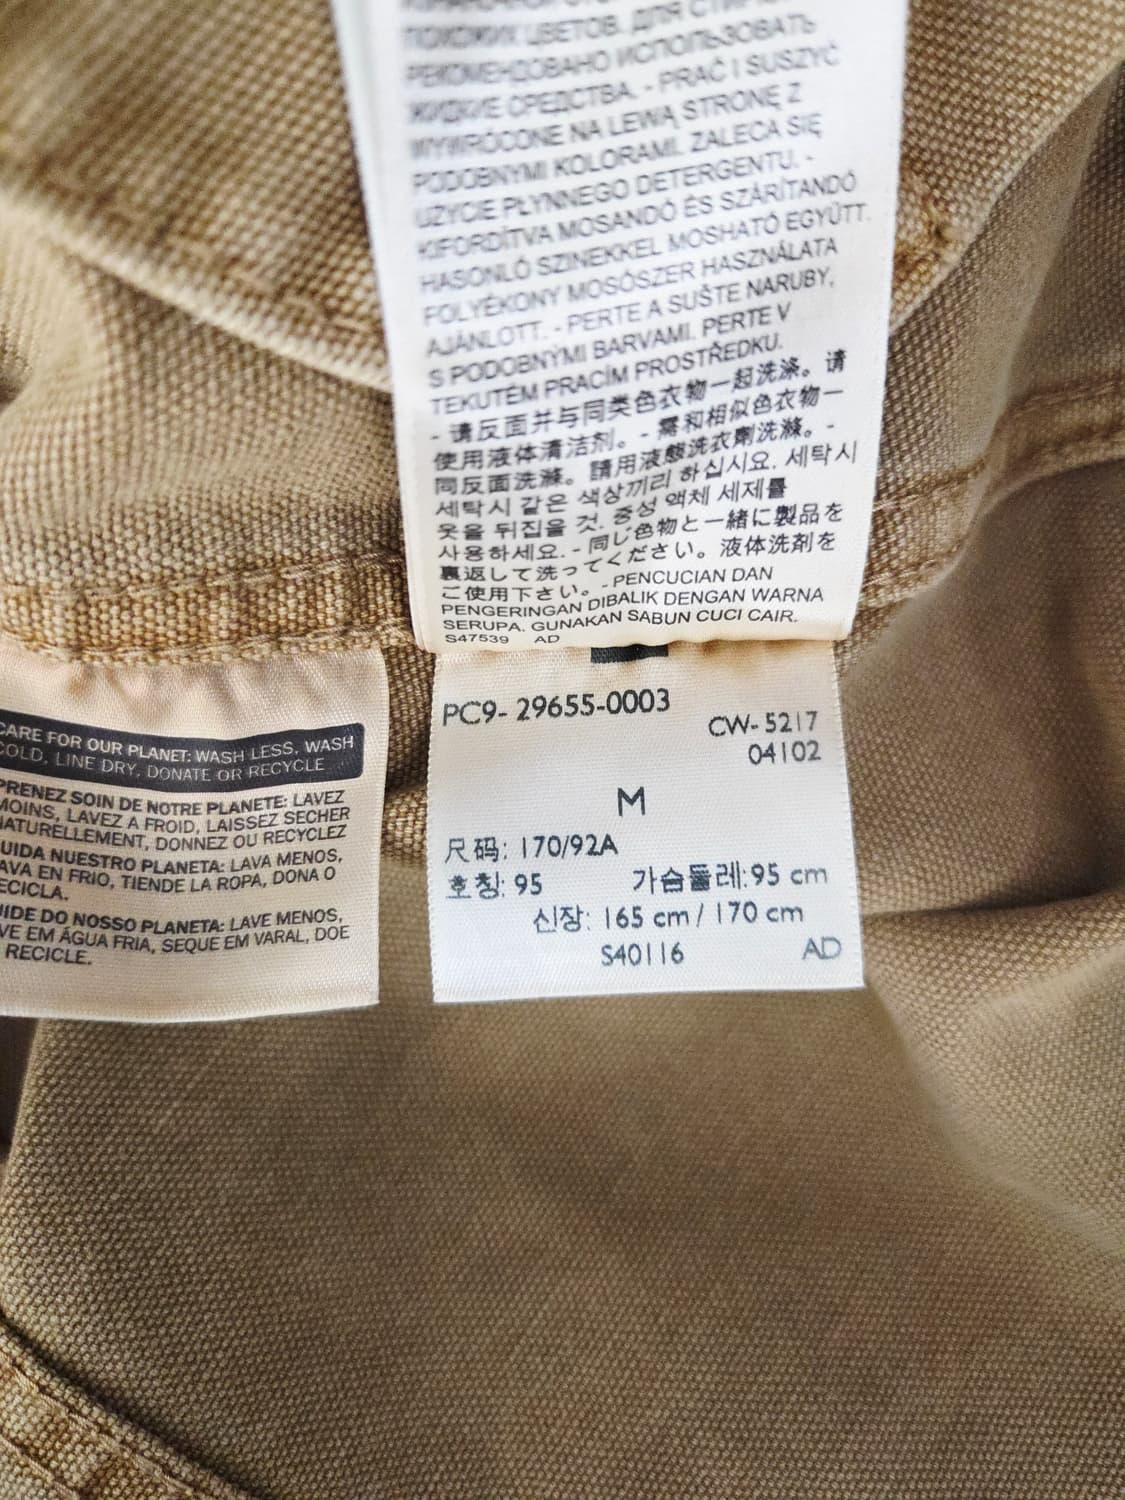 ПОХОЖИХ ЦВЕТОВ. ДЛЯ СТИРКИ
РЕКОМЕНДОВАНО ИСПОЛЬЗОВАТЬ
ЖИДКИЕ СРЕДСТВА. - PRAĆ I SUSZYĆ
WYWRÓCONE NA LEWĄ STRONĘ Z
PODOBNYMI KOLORAMI. ZALECA SIĘ
UŻYCIE PŁYNNEGO DETERGENTU. -
KIFORDÍTVA MOSANDÓ ÉS SZÁRÍTANDÓ
HASONLÓ SZINEKKEL MOSHATÓ EGYÜTT.
FOLYÉKONY MOSÓSZER HASZNÁLATA
AJÁNLOTT. - PERTE A SUŠTE NARUBY,
S PODOBNÝMI BARVAMI. PERTE V
TEKUTÉM PRACÍM PROSTŘEDKU.
- 请反面并与同类色衣物一起洗涤。请
使用液体清洁剂。- 需和相似色衣物一
同反面洗滌。請用液態洗衣劑洗滌。-
세탁시 같은 색상끼리 하십시요. 세탁시
옷을 뒤집을 것. 중성 액체 세제를
사용하세요. - 同じ色物と一緒に製品を
裏返して洗ってください。液体洗剤を
ご使用下さい。- PENCUCIAN DAN
PENGERINGAN DIBALIK DENGAN WARNA
SERUPA. GUNAKAN SABUN CUCI CAIR.
S47539 AD
PC9- 29655-0003
CW- 5217
04102
M
尺码: 170/92A
호칭: 95 가슴둘레:95 cm
신장: 165 cm / 170 cm
S40116 AD
CARE FOR OUR PLANET: WASH LESS, WASH
COLD, LINE DRY, DONATE OR RECYCLE
PRENEZ SOIN DE NOTRE PLANETE: LAVEZ
MOINS, LAVEZ A FROID, LAISSEZ SECHER
NATURELLEMENT, DONNEZ OU RECYCLEZ
UIDA NUESTRO PLANETA: LAVA MENOS,
AVA EN FRIO, TIENDE LA ROPA, DONA O
ECICLA.
IDE DO NOSSO PLANETA: LAVE MENOS,
VE EM ÁGUA FRIA, SEQUE EM VARAL, DOE
RECICLE.